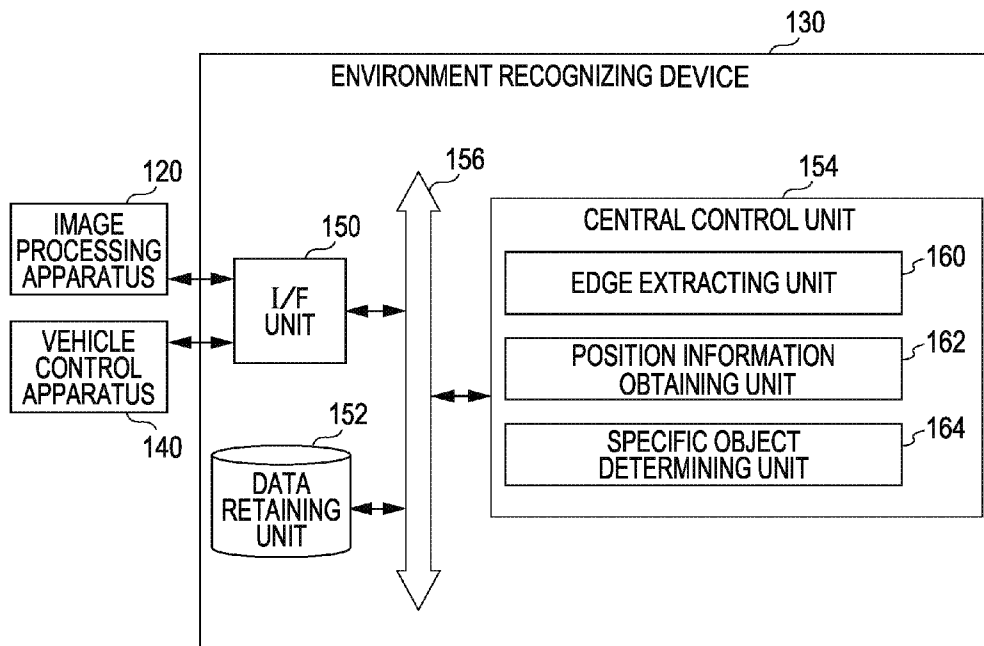 130
ENVIRONMENT RECOGNIZING DEVICE
120
IMAGE
PROCESSING
APPARATUS
VEHICLE
CONTROL
APPARATUS
140
150
I/F
UNIT
152
DATA
RETAINING
UNIT
156
154
CENTRAL CONTROL UNIT
EDGE EXTRACTING UNIT
160
POSITION INFORMATION
OBTAINING UNIT
162
SPECIFIC OBJECT
DETERMINING UNIT
164